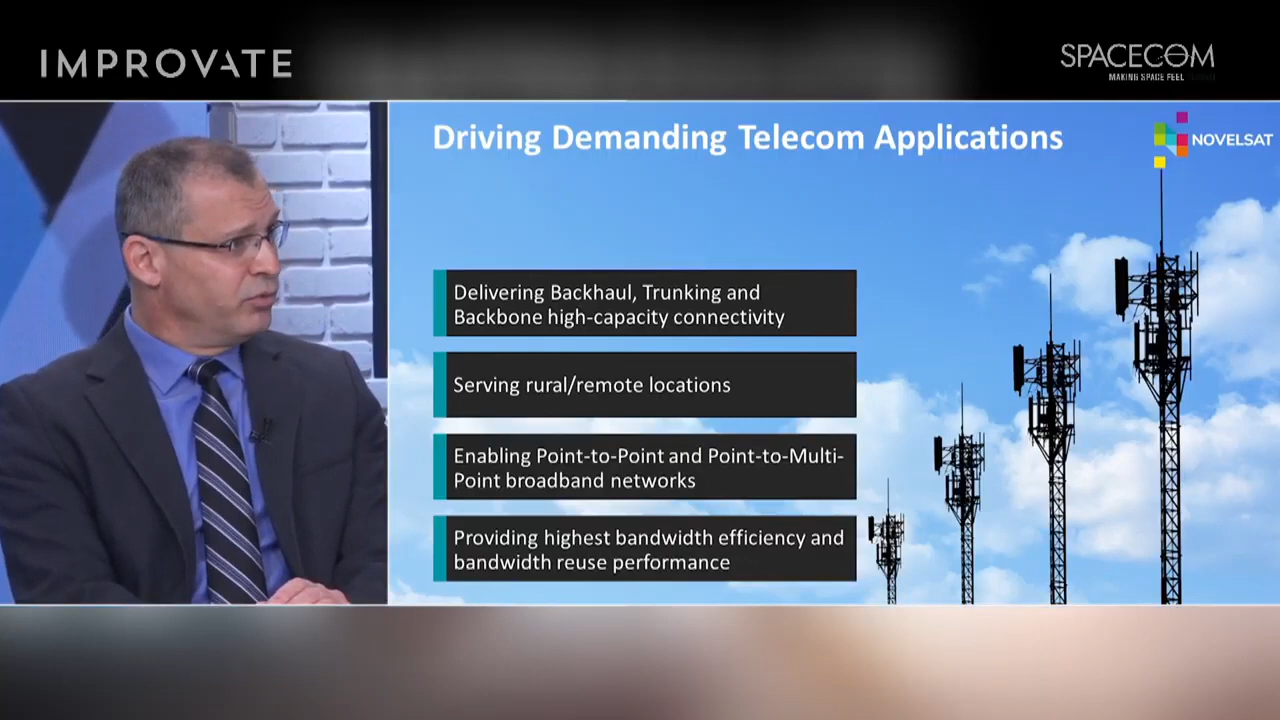 IMPROVATE
SPACECOM
MAKING SPACE FEEL
Driving Demanding Telecom Applications
NOVELSAT
Delivering Backhaul, Trunking and
Backbone high-capacity connectivity
Serving rural/remote locations
Enabling Point-to-Point and Point-to-Multi-
Point broadband networks
Providing highest bandwidth efficiency and
bandwidth reuse performance